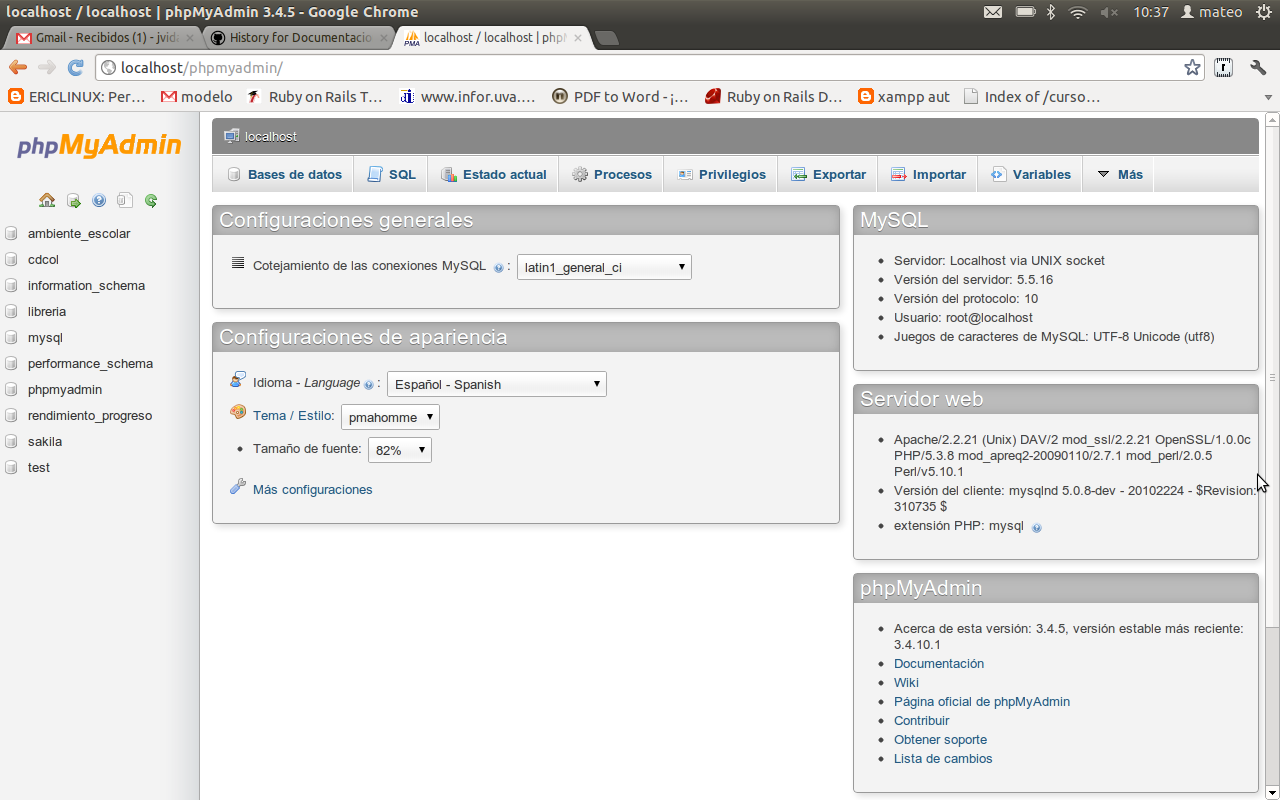 localhost / localhost | phpMyAdmin 3.4.5 - Google Chrome
10:37
mateo
Gmail - Recibidos (1) - jvida
History for Documentacio
localhost / localhost | phpM
localhost/phpmyadmin/
ERICLINUX: Per...
modelo
Ruby on Rails T...
www.infor.uva....
PDF to Word - ¡...
Ruby on Rails D...
xampp aut
Index of /curso...
phpMyAdmin
ambiente_escolar
cdcol
information_schema
libreria
mysql
performance_schema
phpmyadmin
rendimiento_progreso
sakila
test
localhost
Bases de datos
SQL
Estado actual
Procesos
Privilegios
Exportar
Importar
Variables
Más
Configuraciones generales
Cotejamiento de las conexiones MySQL : latin1_general_ci
Configuraciones de apariencia
Idioma - Language : Español - Spanish
Tema / Estilo: pmahomme
Tamaño de fuente: 82%
Más configuraciones
MySQL
Servidor: Localhost via UNIX socket
Versión del servidor: 5.5.16
Versión del protocolo: 10
Usuario: root@localhost
Juegos de caracteres de MySQL: UTF-8 Unicode (utf8)
Servidor web
Apache/2.2.21 (Unix) DAV/2 mod_ssl/2.2.21 OpenSSL/1.0.0c
PHP/5.3.8 mod_apreq2-20090110/2.7.1 mod_perl/2.0.5
Perl/v5.10.1
Versión del cliente: mysqlnd 5.0.8-dev - 20102224 - $Revision:
310735 $
extensión PHP: mysql
phpMyAdmin
Acerca de esta versión: 3.4.5, versión estable más reciente:
3.4.10.1
Documentación
Wiki
Página oficial de phpMyAdmin
Contribuir
Obtener soporte
Lista de cambios